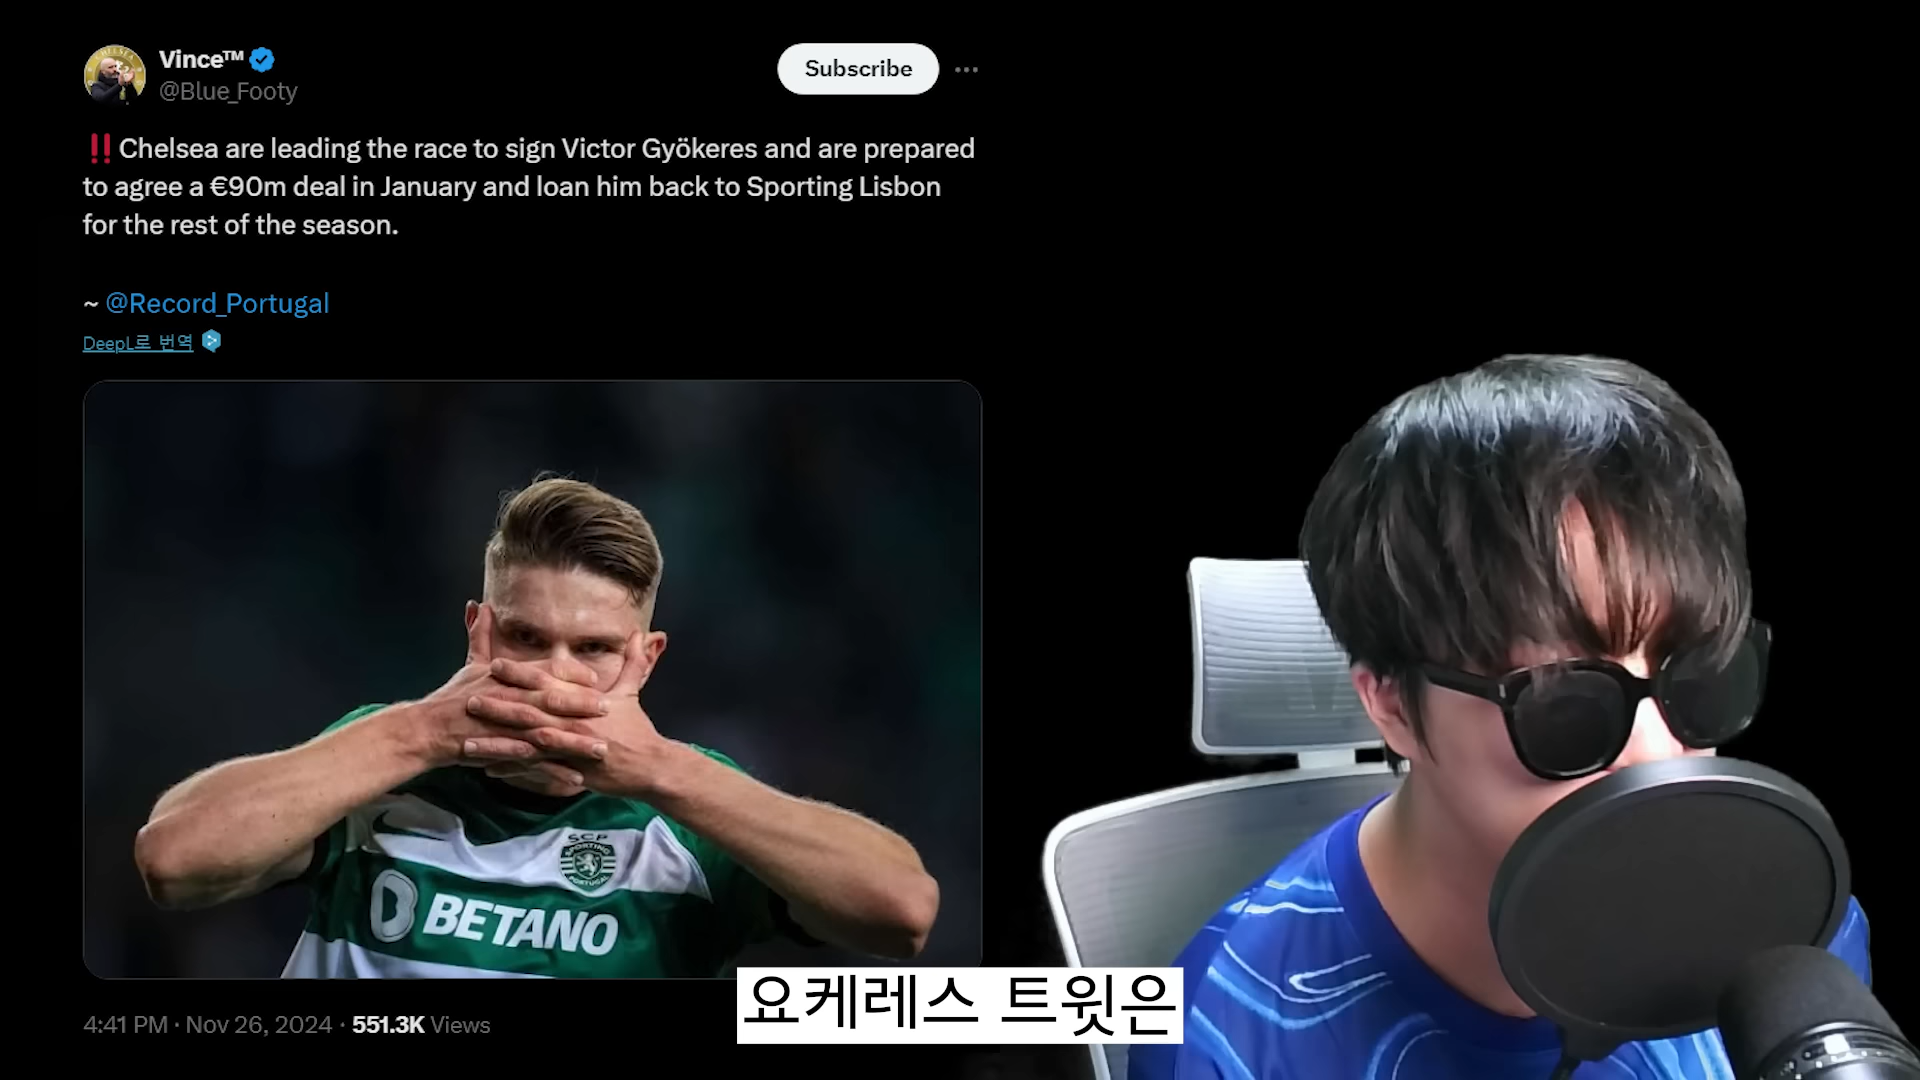 Vince™
@Blue_Footy
Subscribe
‼️Chelsea are leading the race to sign Victor Gyökeres and are prepared
to agree a €90m deal in January and loan him back to Sporting Lisbon
for the rest of the season.
~ @Record_Portugal
DeepL로 번역
SCP
SPORTING
PORTUGAL
BETANO
요케레스 트윗은
4:41 PM · Nov 26, 2024 · 551.3K Views